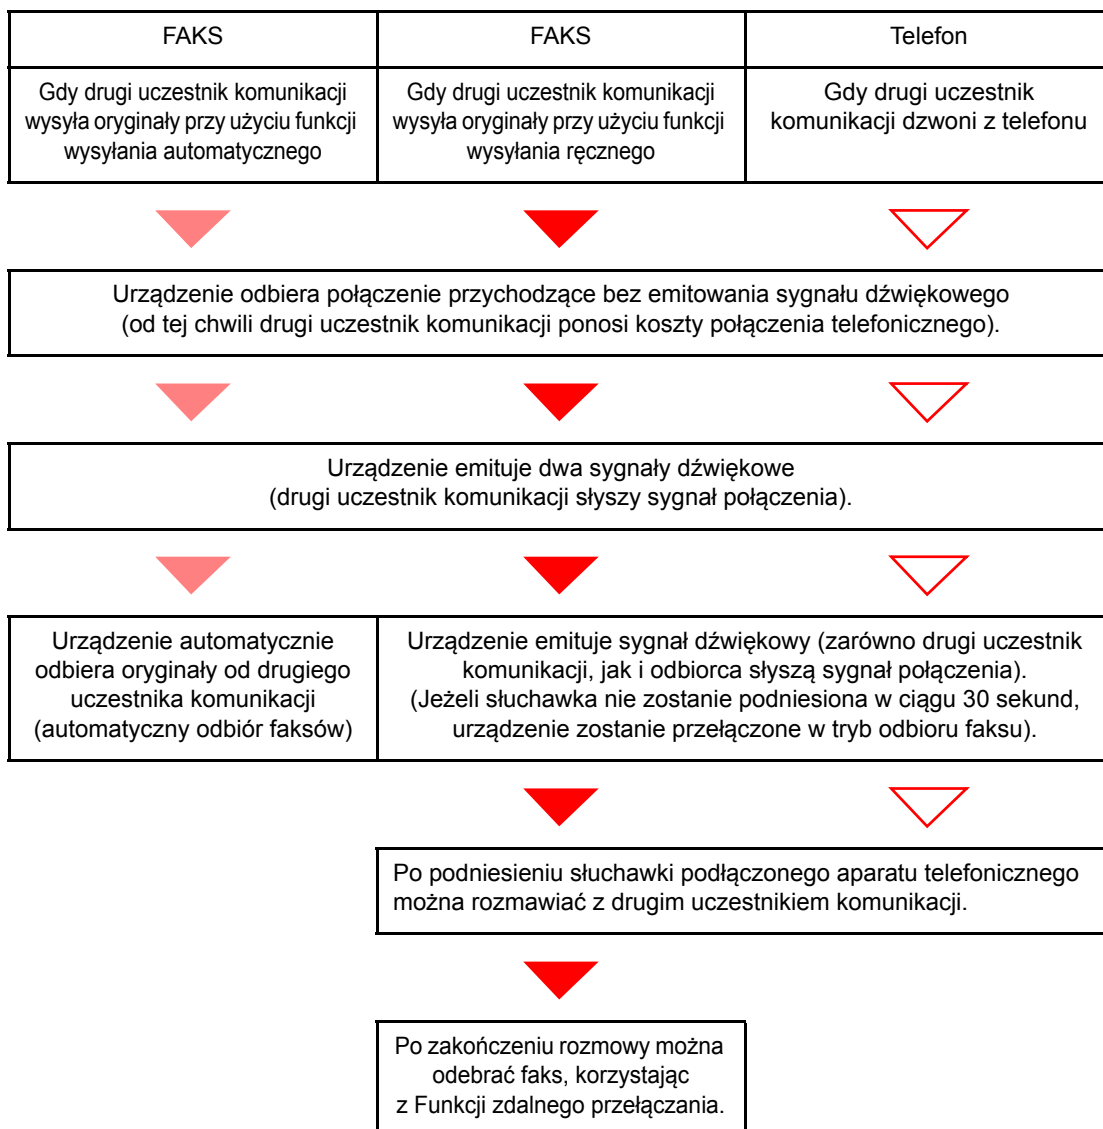 FAKS
FAKS
Telefon
Gdy drugi uczestnik komunikacji
wysyła oryginały przy użyciu funkcji
wysyłania automatycznego
Gdy drugi uczestnik komunikacji
wysyła oryginały przy użyciu funkcji
wysyłania ręcznego
Gdy drugi uczestnik
komunikacji dzwoni z telefonu
Urządzenie odbiera połączenie przychodzące bez emitowania sygnału dźwiękowego
(od tej chwili drugi uczestnik komunikacji ponosi koszty połączenia telefonicznego).
Urządzenie emituje dwa sygnały dźwiękowe
(drugi uczestnik komunikacji słyszy sygnał połączenia).
Urządzenie automatycznie
odbiera oryginały od drugiego
uczestnika komunikacji
(automatyczny odbiór faksów)
Urządzenie emituje sygnał dźwiękowy (zarówno drugi uczestnik
komunikacji, jak i odbiorca słyszą sygnał połączenia).
(Jeżeli słuchawka nie zostanie podniesiona w ciągu 30 sekund,
urządzenie zostanie przełączone w tryb odbioru faksu).
Po podniesieniu słuchawki podłączonego aparatu telefonicznego
można rozmawiać z drugim uczestnikiem komunikacji.
Po zakończeniu rozmowy można
odebrać faks, korzystając
z Funkcji zdalnego przełączania.